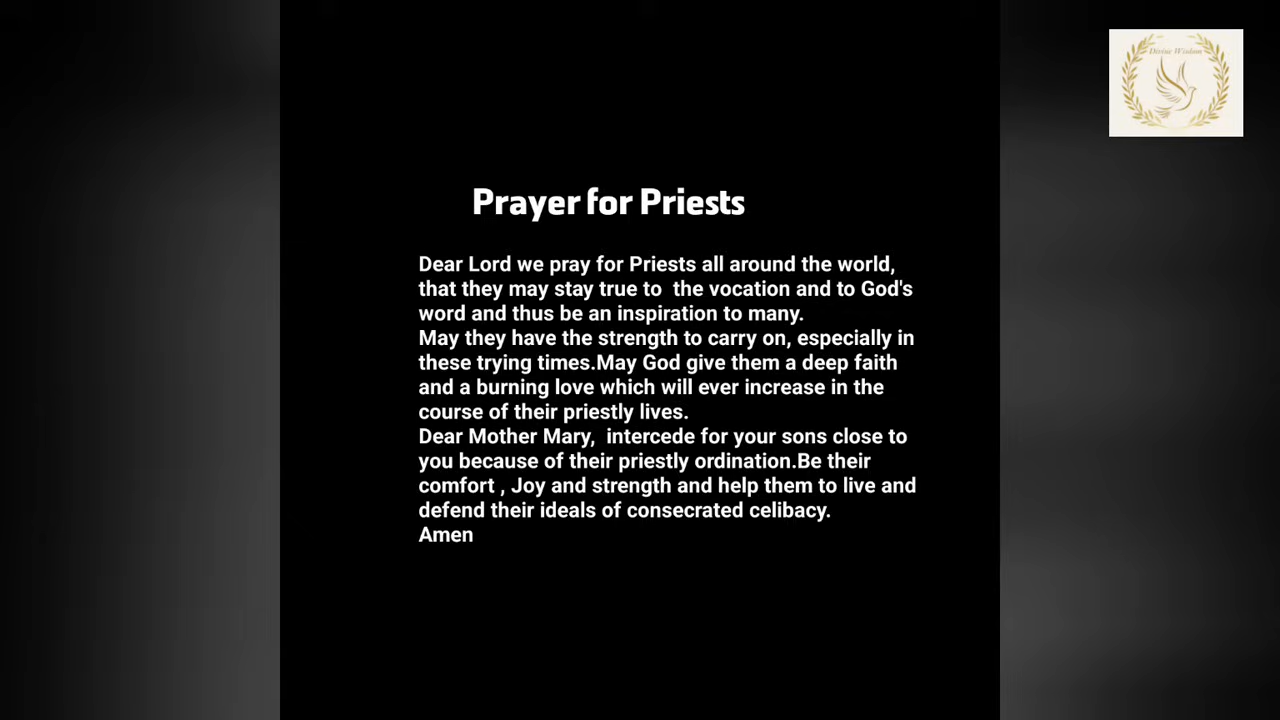 Divine Wisdom
Prayer for Priests
Dear Lord we pray for Priests all around the world,
that they may stay true to  the vocation and to God's
word and thus be an inspiration to many.
May they have the strength to carry on, especially in
these trying times.May God give them a deep faith
and a burning love which will ever increase in the
course of their priestly lives.
Dear Mother Mary,  intercede for your sons close to
you because of their priestly ordination.Be their
comfort , Joy and strength and help them to live and
defend their ideals of consecrated celibacy.
Amen